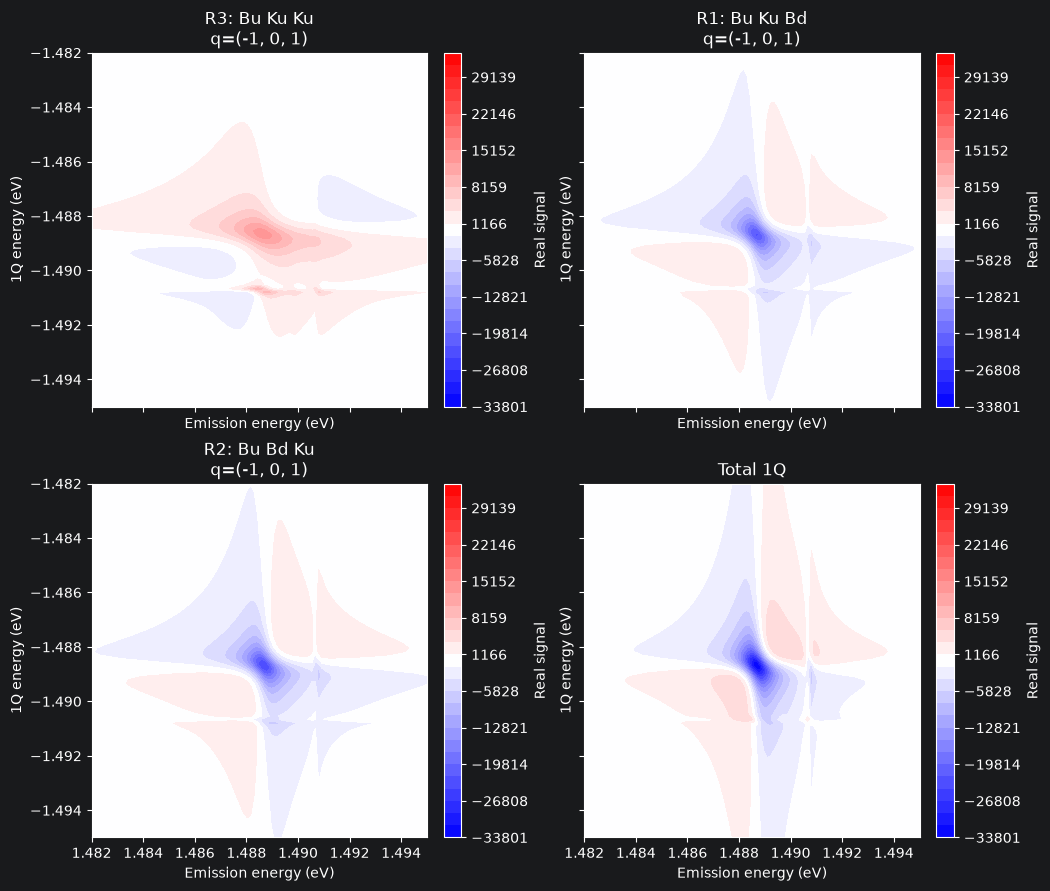 R3: Bu Ku Ku
q=(-1, 0, 1)
−1.482
−1.484
−1.486
−1.488
−1.490
−1.492
−1.494
1Q energy (eV)
Emission energy (eV)
29139
22146
15152
8159
1166
−5828
−12821
−19814
−26808
−33801
Real signal
R1: Bu Ku Bd
q=(-1, 0, 1)
1Q energy (eV)
Emission energy (eV)
29139
22146
15152
8159
1166
−5828
−12821
−19814
−26808
−33801
Real signal
R2: Bu Bd Ku
q=(-1, 0, 1)
−1.482
−1.484
−1.486
−1.488
−1.490
−1.492
−1.494
1Q energy (eV)
1.482 1.484 1.486 1.488 1.490 1.492 1.494
Emission energy (eV)
29139
22146
15152
8159
1166
−5828
−12821
−19814
−26808
−33801
Real signal
Total 1Q
1Q energy (eV)
1.482 1.484 1.486 1.488 1.490 1.492 1.494
Emission energy (eV)
29139
22146
15152
8159
1166
−5828
−12821
−19814
−26808
−33801
Real signal